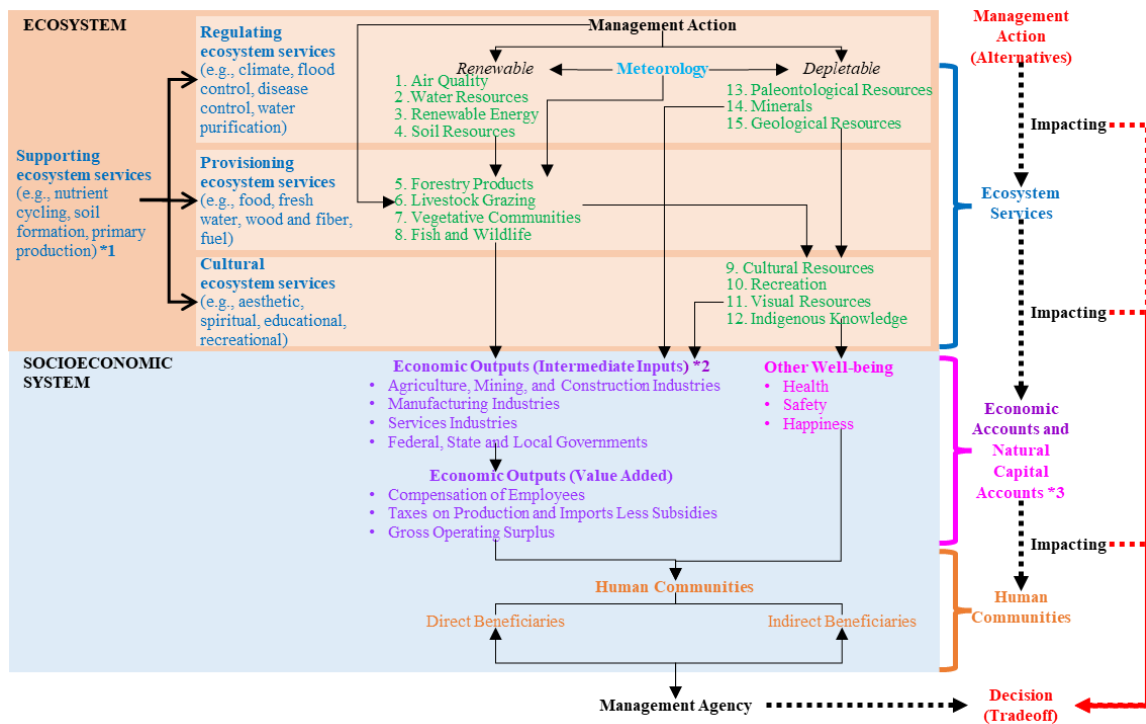 ECOSYSTEM
Regulating
ecosystem services
(e.g., climate, flood
control, disease
control, water
purification)
Supporting
ecosystem services
(e.g., nutrient
cycling, soil
formation, primary
production) *1
Provisioning
ecosystem services
(e.g., food, fresh
water, wood and fiber,
fuel)
Cultural
ecosystem services
(e.g., aesthetic,
spiritual, educational,
recreational)
Management Action
Renewable
Meteorology
Depletable
1. Air Quality
2. Water Resources
3. Renewable Energy
4. Soil Resources
13. Paleontological Resources
14. Minerals
15. Geological Resources
5. Forestry Products
6. Livestock Grazing
7. Vegetative Communities
8. Fish and Wildlife
9. Cultural Resources
10. Recreation
11. Visual Resources
12. Indigenous Knowledge
SOCIOECONOMIC
SYSTEM
Economic Outputs (Intermediate Inputs) *2
• Agriculture, Mining, and Construction Industries
• Manufacturing Industries
• Services Industries
• Federal, State and Local Governments
Other Well-being
• Health
• Safety
• Happiness
Economic Outputs (Value Added)
• Compensation of Employees
• Taxes on Production and Imports Less Subsidies
• Gross Operating Surplus
Human Communities
Direct Beneficiaries
Indirect Beneficiaries
Management Agency
Management
Action
(Alternatives)
Impacting
Ecosystem
Services
Impacting
Economic
Accounts and
Natural
Capital
Accounts *3
Impacting
Human
Communities
Decision
(Tradeoff)